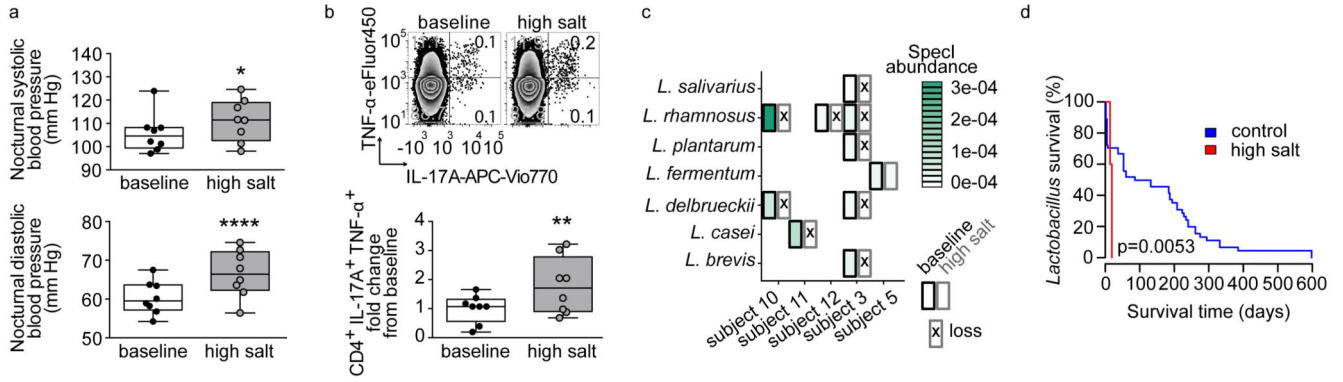 a
Nocturnal systolic
blood pressure
(mm Hg)
140
130
120
110
100
90
*
baseline
high salt
Nocturnal diastolic
blood pressure
(mm Hg)
80
70
60
50
****
baseline
high salt
b
baseline
high salt
TNF-α-eFluor450
10⁵
10³
10¹
0.1
0.1
0.2
0.1
-10³ 10³ 10⁵
IL-17A-APC-Vio770
CD4⁺ IL-17A⁺ TNF-α⁺
fold change
from baseline
4
3
2
1
0
**
baseline
high salt
c
L. salivarius
L. rhamnosus
L. plantarum
L. fermentum
L. delbrueckii
L. casei
L. brevis
x
x
x
x
x
x
x
x
x
subject 10
subject 11
subject 12
subject 3
subject 5
SpecI
abundance
3e-04
2e-04
1e-04
0e-04
baseline
high salt
x loss
d
Lactobacillus survival (%)
100
80
60
40
20
0
control
high salt
p=0.0053
0 100 200 300 400 500 600
Survival time (days)